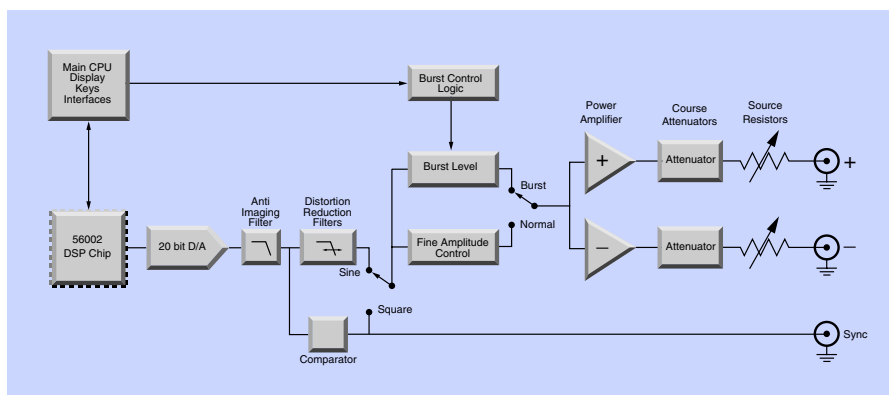 Main CPU
Display
Keys
Interfaces
Burst Control
Logic
Power
Amplifier
Course
Attenuators
Source
Resistors
Burst Level
Burst
+
Attenuator
+
56002
DSP Chip
20 bit D/A
Anti
Imaging
Filter
Distortion
Reduction
Filters
Sine
Fine Amplitude
Control
Normal
−
Attenuator
−
Square
Comparator
Sync